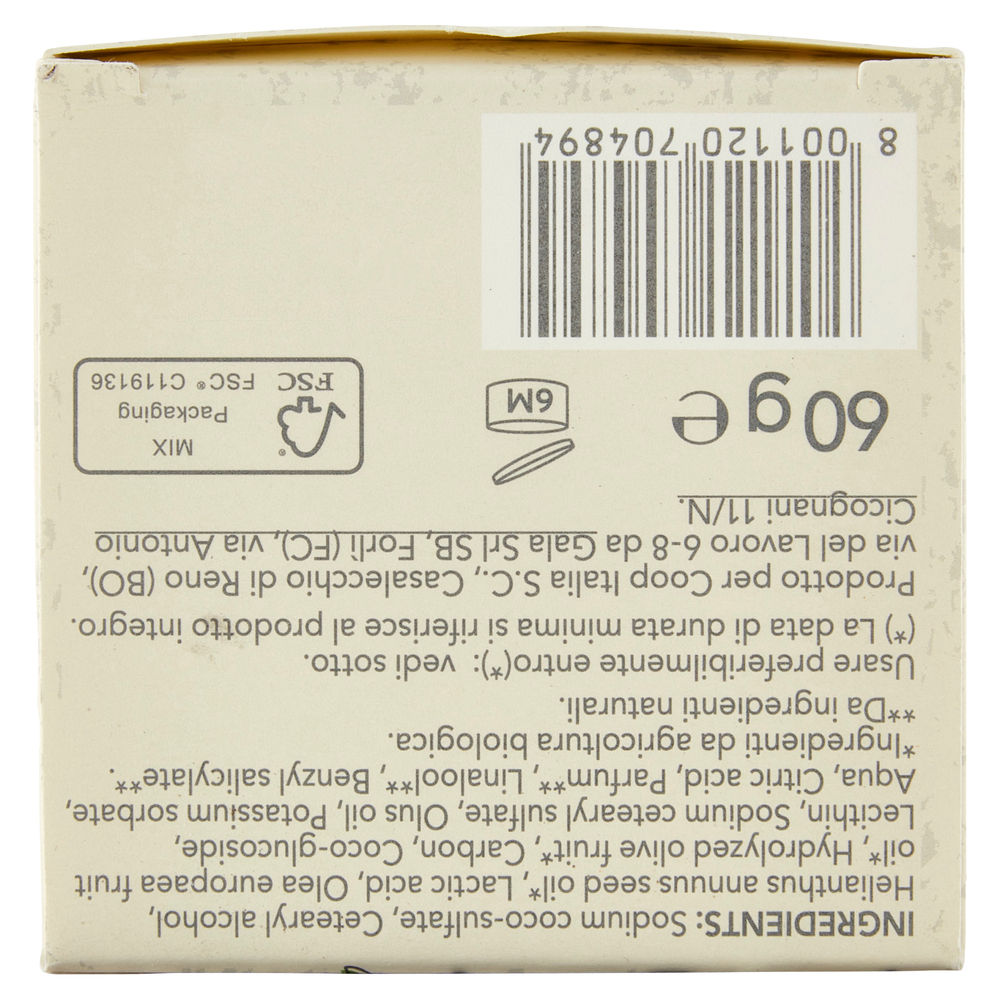 INGREDIENTS: Sodium coco-sulfate, Cetearyl alcohol,
Helianthus annuus seed oil*, Lactic acid, Olea europaea fruit
oil*, Hydrolyzed olive fruit*, Carbon, Coco-glucoside,
Lecithin, Sodium cetearyl sulfate, Olus oil, Potassium sorbate,
Aqua, Citric acid, Parfum**, Linalool**, Benzyl salicylate**.
*Ingredienti da agricoltura biologica.
**Da ingredienti naturali.
Usare preferibilmente entro(*): vedi sotto.
(*) La data di durata minima si riferisce al prodotto integro.
Prodotto per Coop Italia S.C., Casalecchio di Reno (BO),
via del Lavoro 6-8 da Gala Srl SB, Forlì (FC), via Antonio
Cicognani 11/N.
60 g e
6M
MIX
Packaging
FSC FSC® C119136
8 001120 704894